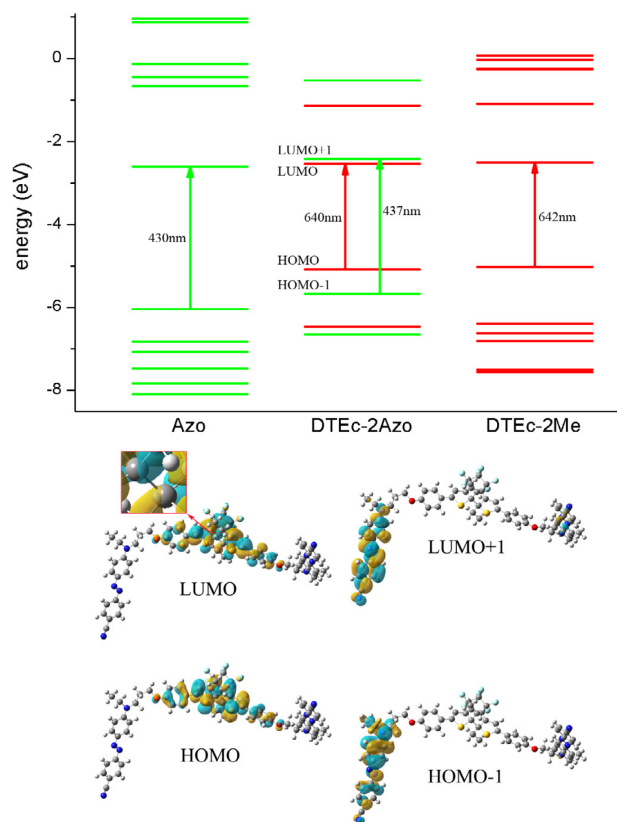 energy (eV)
0
-2
-4
-6
-8
430nm
LUMO+1
LUMO
640nm
437nm
HOMO
HOMO-1
642nm
Azo
DTEc-2Azo
DTEc-2Me
LUMO
LUMO+1
HOMO
HOMO-1